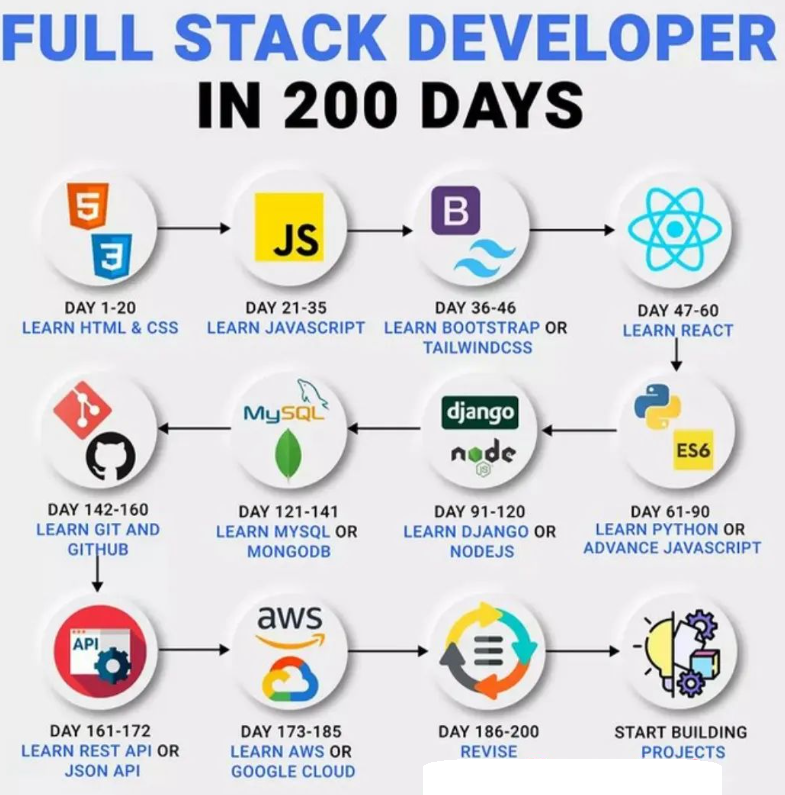 FULL STACK DEVELOPER
IN 200 DAYS
5
3
JS
B
DAY 1-20
LEARN HTML & CSS
DAY 21-35
LEARN JAVASCRIPT
DAY 36-46
LEARN BOOTSTRAP OR
TAILWINDCSS
DAY 47-60
LEARN REACT
MySQL
django
node
JS
ES6
DAY 142-160
LEARN GIT AND
GITHUB
DAY 121-141
LEARN MYSQL OR
MONGODB
DAY 91-120
LEARN DJANGO OR
NODEJS
DAY 61-90
LEARN PYTHON OR
ADVANCE JAVASCRIPT
API
aws
DAY 161-172
LEARN REST API OR
JSON API
DAY 173-185
LEARN AWS OR
GOOGLE CLOUD
DAY 186-200
REVISE
START BUILDING
PROJECTS